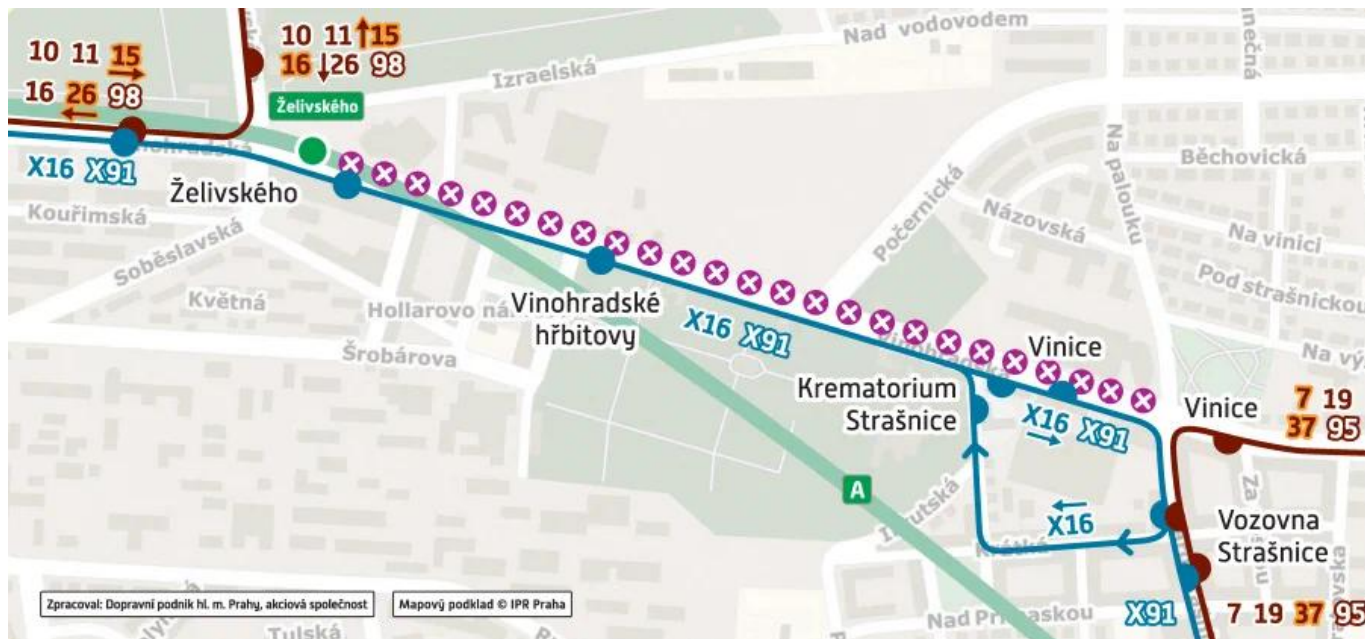 10 11 15
16 26 98
10 11 15
16 26 98
Želivského
X16 X91
Želivského
Izraelská
Nad vodovodem
Na palouku
Běchovická
Počernická
Názovská
Na vinici
Pod strašnickou
Kouřimská
Soběslavská
Květná
Hollarovo
Šrobárova
Vinohradské
hřbitovy
X16 X91
Vinohradská
Vinice
Krematorium
Strašnice
X16 X91
Vinice
7 19
37 95
A
X16
Krátká
Vozovna
Strašnice
X91
7 19 37 95
Tulská
Zpracoval: Dopravní podnik hl. m. Prahy, akciová společnost
Mapový podklad © IPR Praha